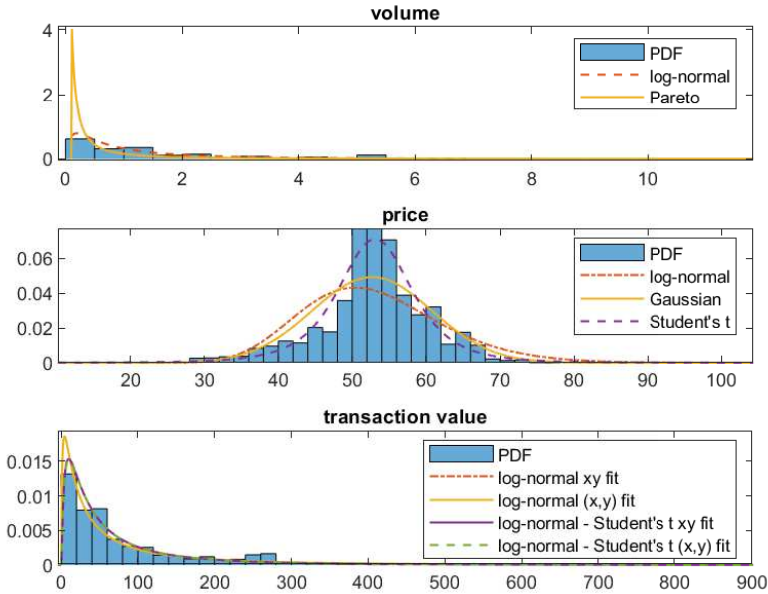 volume
4
2
0
PDF
log-normal
Pareto
0 2 4 6 8 10
price
0.06
0.04
0.02
0
PDF
log-normal
Gaussian
Student's t
20 30 40 50 60 70 80 90 100
transaction value
0.015
0.01
0.005
0
PDF
log-normal xy fit
log-normal (x,y) fit
log-normal - Student's t xy fit
log-normal - Student's t (x,y) fit
0 100 200 300 400 500 600 700 800 900